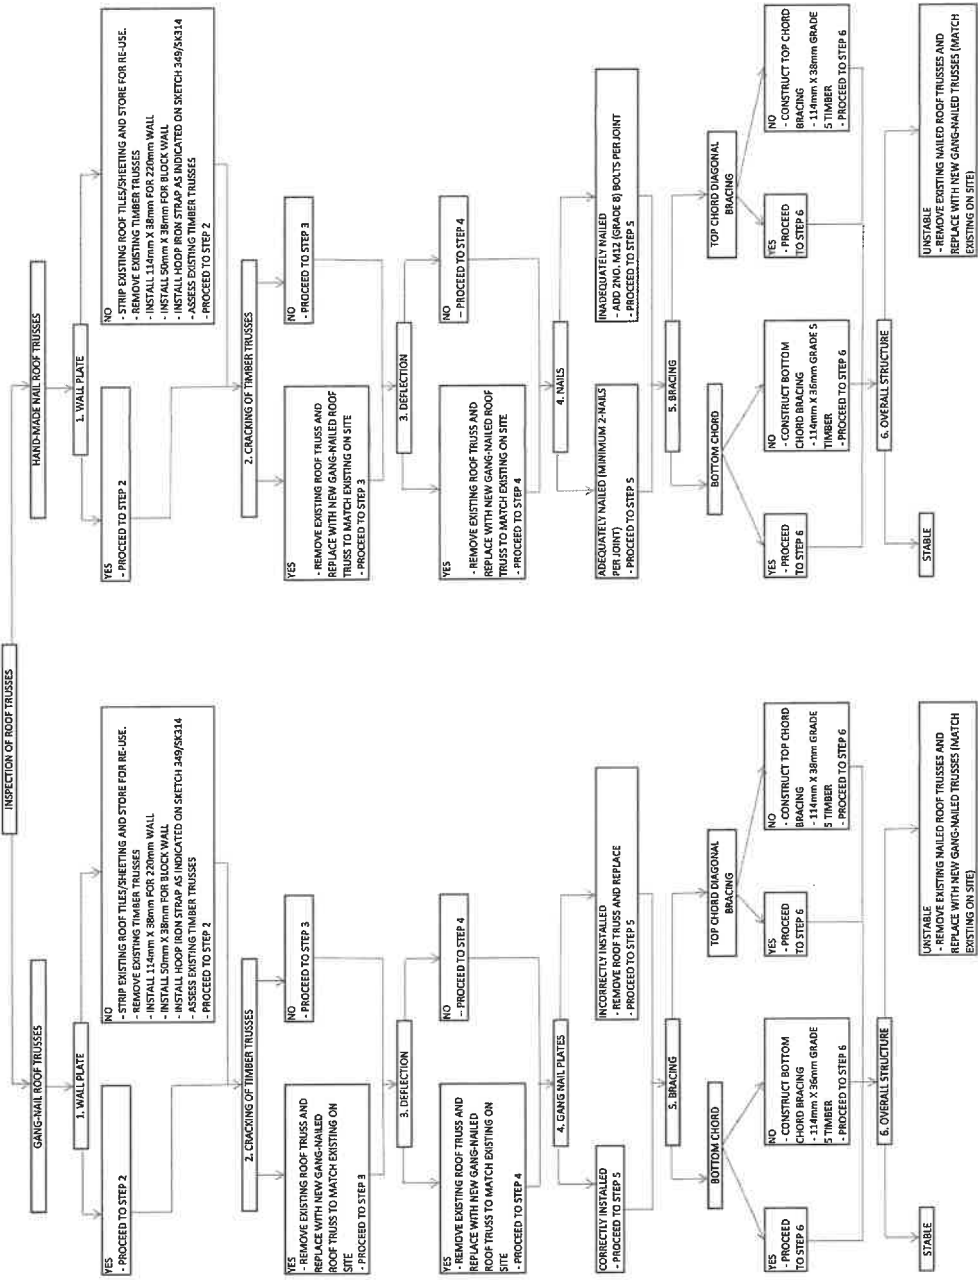 INSPECTION OF ROOF TRUSSES
GANG-NAIL ROOF TRUSSES
1. WALL PLATE
YES
- PROCEED TO STEP 2
NO
- STRIP EXISTING ROOF TILES/SHEETING AND STORE FOR RE-USE.
- REMOVE EXISTING TIMBER TRUSSES
- INSTALL 114mm X 38mm FOR 220mm WALL
- INSTALL 50mm X 38mm FOR BLOCK WALL
- INSTALL HOOP IRON STRAP AS INDICATED ON SKETCH 349/SK314
- ASSESS EXISTING TIMBER TRUSSES
- PROCEED TO STEP 2
2. CRACKING OF TIMBER TRUSSES
YES
- REMOVE EXISTING ROOF TRUSS AND
REPLACE WITH NEW GANG-NAILED
ROOF TRUSS TO MATCH EXISTING ON
SITE
- PROCEED TO STEP 3
NO
- PROCEED TO STEP 3
3. DEFLECTION
YES
- REMOVE EXISTING ROOF TRUSS AND
REPLACE WITH NEW GANG-NAILED
ROOF TRUSS TO MATCH EXISTING ON
SITE
- PROCEED TO STEP 4
NO
– PROCEED TO STEP 4
4. GANG NAIL PLATES
CORRECTLY INSTALLED
- PROCEED TO STEP 5
INCORRECTLY INSTALLED
- REMOVE ROOF TRUSS AND REPLACE
- PROCEED TO STEP 5
5. BRACING
BOTTOM CHORD
YES
- PROCEED
TO STEP 6
NO
- CONSTRUCT BOTTOM
CHORD BRACING
- 114mm X 36mm GRADE
5 TIMBER
- PROCEED TO STEP 6
TOP CHORD DIAGONAL
BRACING
YES
- PROCEED
TO STEP 6
NO
- CONSTRUCT TOP CHORD
BRACING
- 114mm X 38mm GRADE
5 TIMBER
- PROCEED TO STEP 6
6. OVERALL STRUCTURE
STABLE
UNSTABLE
- REMOVE EXISTING NAILED ROOF TRUSSES AND
REPLACE WITH NEW GANG-NAILED TRUSSES (MATCH
EXISTING ON SITE)
HAND-MADE NAIL ROOF TRUSSES
1. WALL PLATE
YES
- PROCEED TO STEP 2
NO
- STRIP EXISTING ROOF TILES/SHEETING AND STORE FOR RE-USE.
- REMOVE EXISTING TIMBER TRUSSES
- INSTALL 114mm X 38mm FOR 220mm WALL
- INSTALL 50mm X 38mm FOR BLOCK WALL
- INSTALL HOOP IRON STRAP AS INDICATED ON SKETCH 349/SK314
- ASSESS EXISTING TIMBER TRUSSES
- PROCEED TO STEP 2
2. CRACKING OF TIMBER TRUSSES
YES
- REMOVE EXISTING ROOF TRUSS AND
REPLACE WITH NEW GANG-NAILED ROOF
TRUSS TO MATCH EXISTING ON SITE
- PROCEED TO STEP 3
NO
- PROCEED TO STEP 3
3. DEFLECTION
YES
- REMOVE EXISTING ROOF TRUSS AND
REPLACE WITH NEW GANG-NAILED ROOF
TRUSS TO MATCH EXISTING ON SITE
- PROCEED TO STEP 4
NO
– PROCEED TO STEP 4
4. NAILS
ADEQUATELY NAILED (MINIMUM 2-NAILS
PER JOINT)
- PROCEED TO STEP 5
INADEQUATELY NAILED
- ADD 2NO. M12 (GRADE 8) BOLTS PER JOINT
- PROCEED TO STEP 5
5. BRACING
BOTTOM CHORD
YES
- PROCEED
TO STEP 6
NO
- CONSTRUCT BOTTOM
CHORD BRACING
- 114mm X 36mm GRADE 5
TIMBER
- PROCEED TO STEP 6
TOP CHORD DIAGONAL
BRACING
YES
- PROCEED
TO STEP 6
NO
- CONSTRUCT TOP CHORD
BRACING
- 114mm X 38mm GRADE
5 TIMBER
- PROCEED TO STEP 6
6. OVERALL STRUCTURE
STABLE
UNSTABLE
- REMOVE EXISTING NAILED ROOF TRUSSES AND
REPLACE WITH NEW GANG-NAILED TRUSSES (MATCH
EXISTING ON SITE)